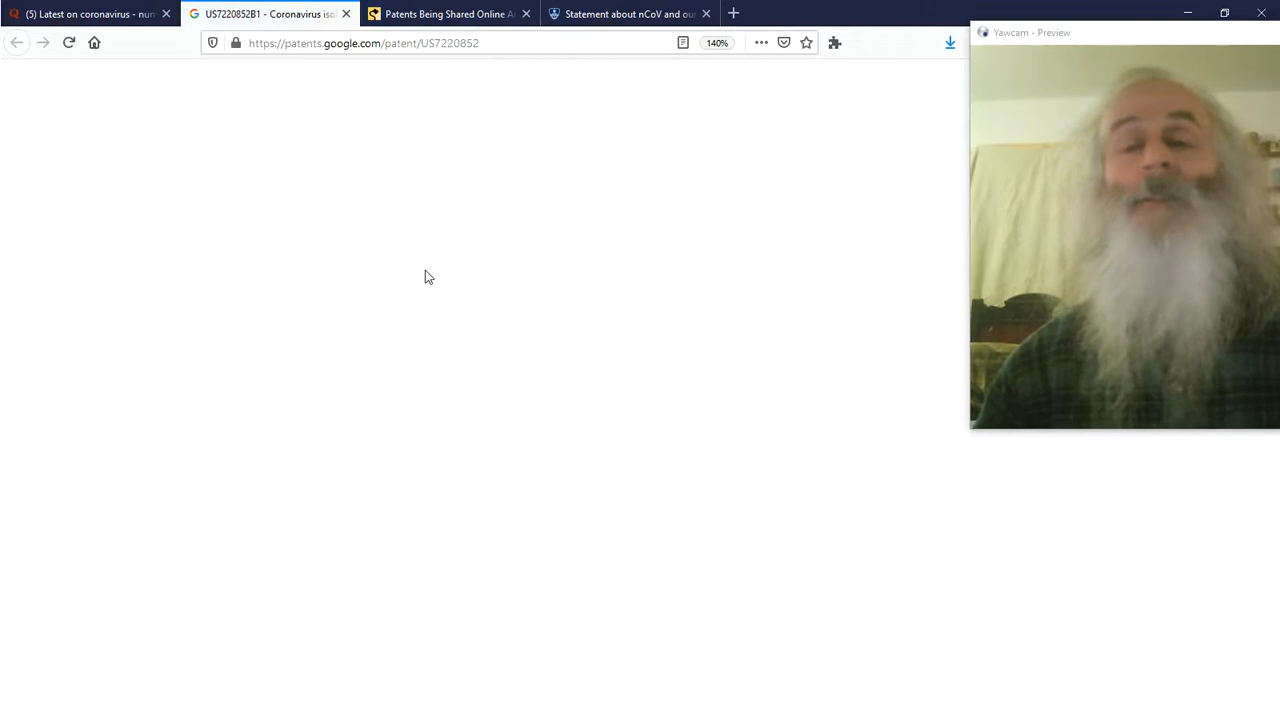 (5) Latest on coronavirus - num
US7220852B1 - Coronavirus iso
Patents Being Shared Online A
Statement about nCoV and ou
https://patents.google.com/patent/US7220852
140%
Yawcam - Preview